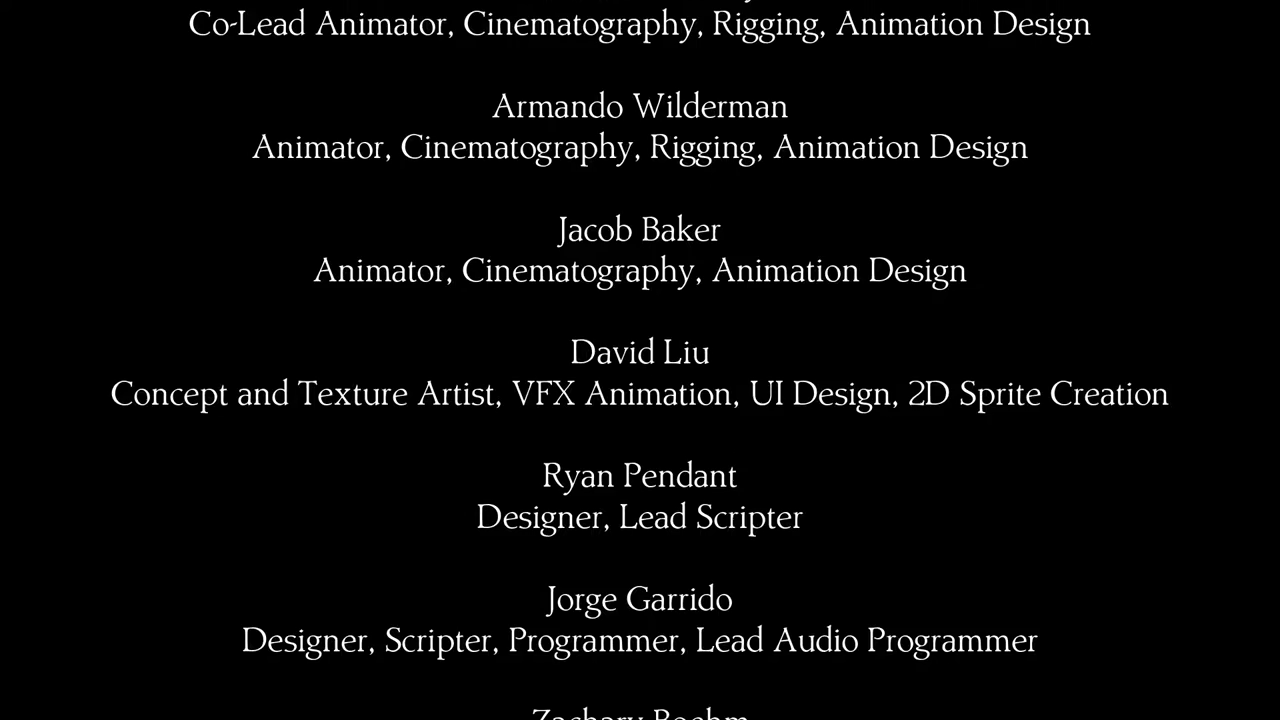 Co-Lead Animator, Cinematography, Rigging, Animation Design
Armando Wilderman
Animator, Cinematography, Rigging, Animation Design
Jacob Baker
Animator, Cinematography, Animation Design
David Liu
Concept and Texture Artist, VFX Animation, UI Design, 2D Sprite Creation
Ryan Pendant
Designer, Lead Scripter
Jorge Garrido
Designer, Scripter, Programmer, Lead Audio Programmer
Zachary Boehm